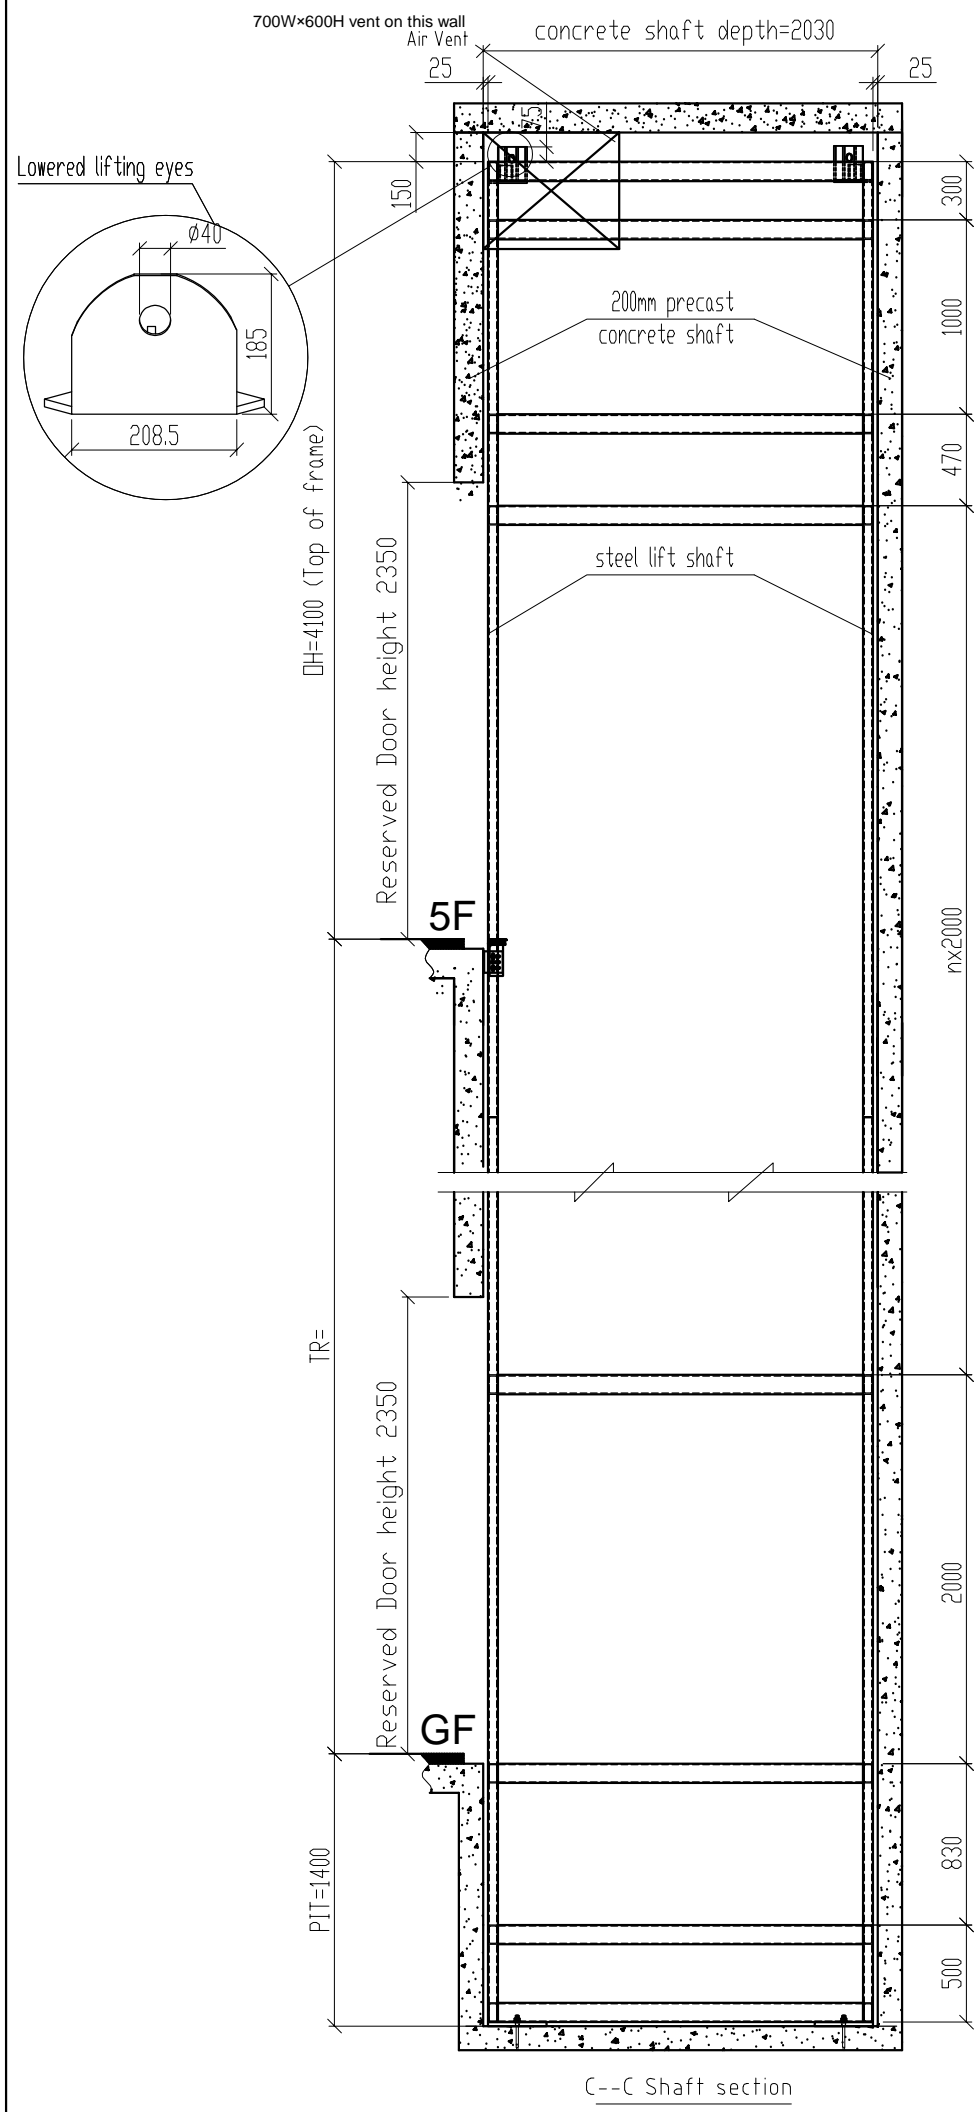 700W×600H vent on this wall
Air Vent
concrete shaft depth=2030
25
25
75
150
300
Lowered lifting eyes
ø40
185
208.5
200mm precast
concrete shaft
1000
470
OH=4100 (Top of frame)
Reserved Door height 2350
steel lift shaft
5F
nx2000
TR=
Reserved Door height 2350
2000
GF
PIT=1400
830
500
C--C Shaft section